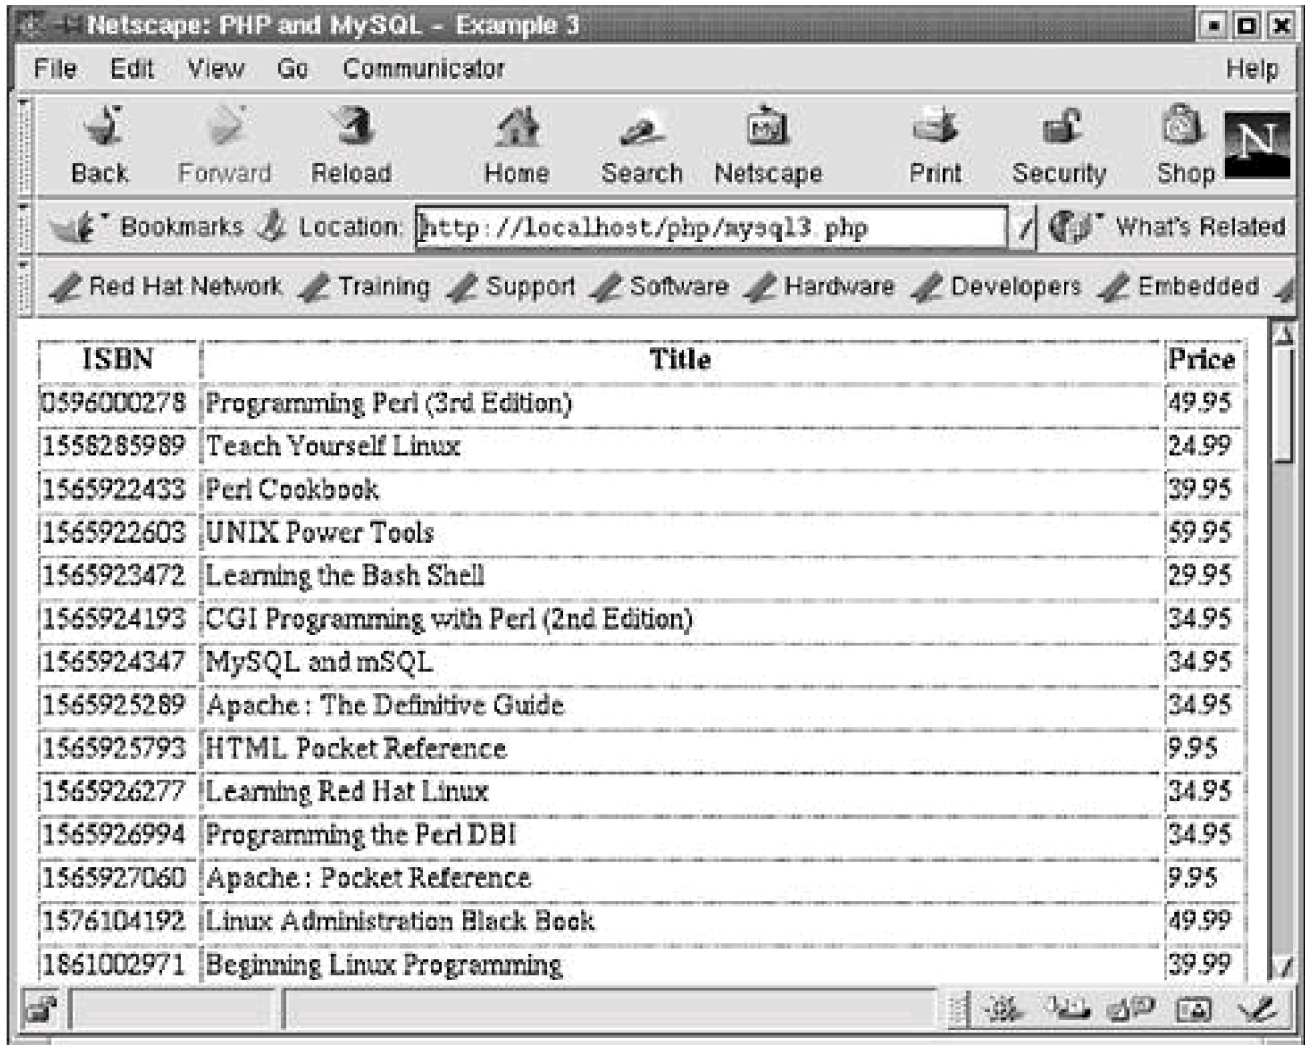 Netscape: PHP and MySQL - Example 3
File Edit View Go Communicator Help
My N
Back Forward Reload Home Search Netscape Print Security Shop
Bookmarks Location: http://localhost/php/mysql3.php What's Related
Red Hat Network Training Support Software Hardware Developers Embedded
ISBN Title Price
0596000278 Programming Perl (3rd Edition) 49.95
1558285989 Teach Yourself Linux 24.99
1565922433 Perl Cookbook 39.95
1565922603 UNIX Power Tools 59.95
1565923472 Learning the Bash Shell 29.95
1565924193 CGI Programming with Perl (2nd Edition) 34.95
1565924347 MySQL and mSQL 34.95
1565925289 Apache : The Definitive Guide 34.95
1565925793 HTML Pocket Reference 9.95
1565926277 Learning Red Hat Linux 34.95
1565926994 Programming the Perl DBI 34.95
1565927060 Apache : Pocket Reference 9.95
1576104192 Linux Administration Black Book 49.99
1861002971 Beginning Linux Programming 39.99